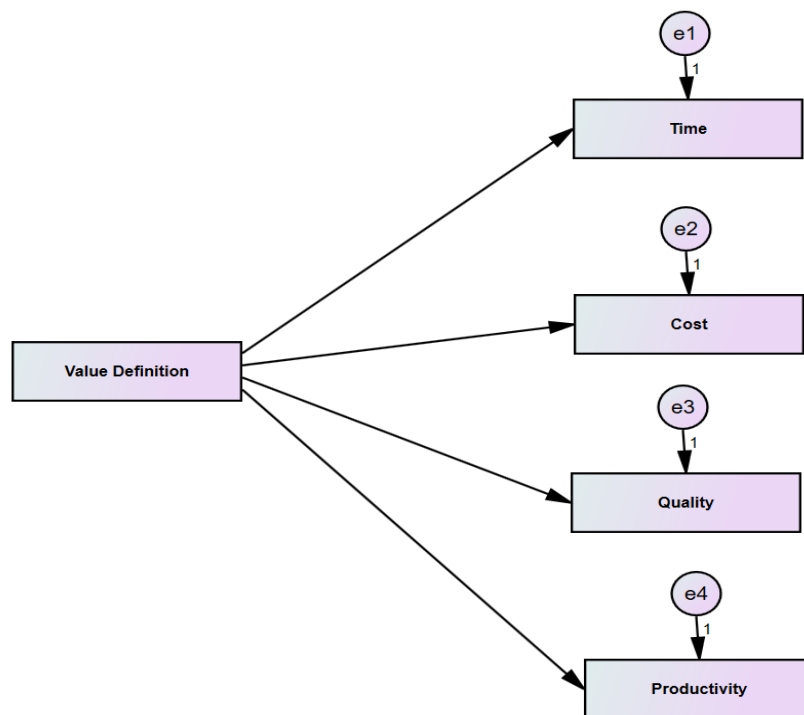 e1
1
Time
e2
1
Cost
Value Definition
e3
1
Quality
e4
1
Productivity